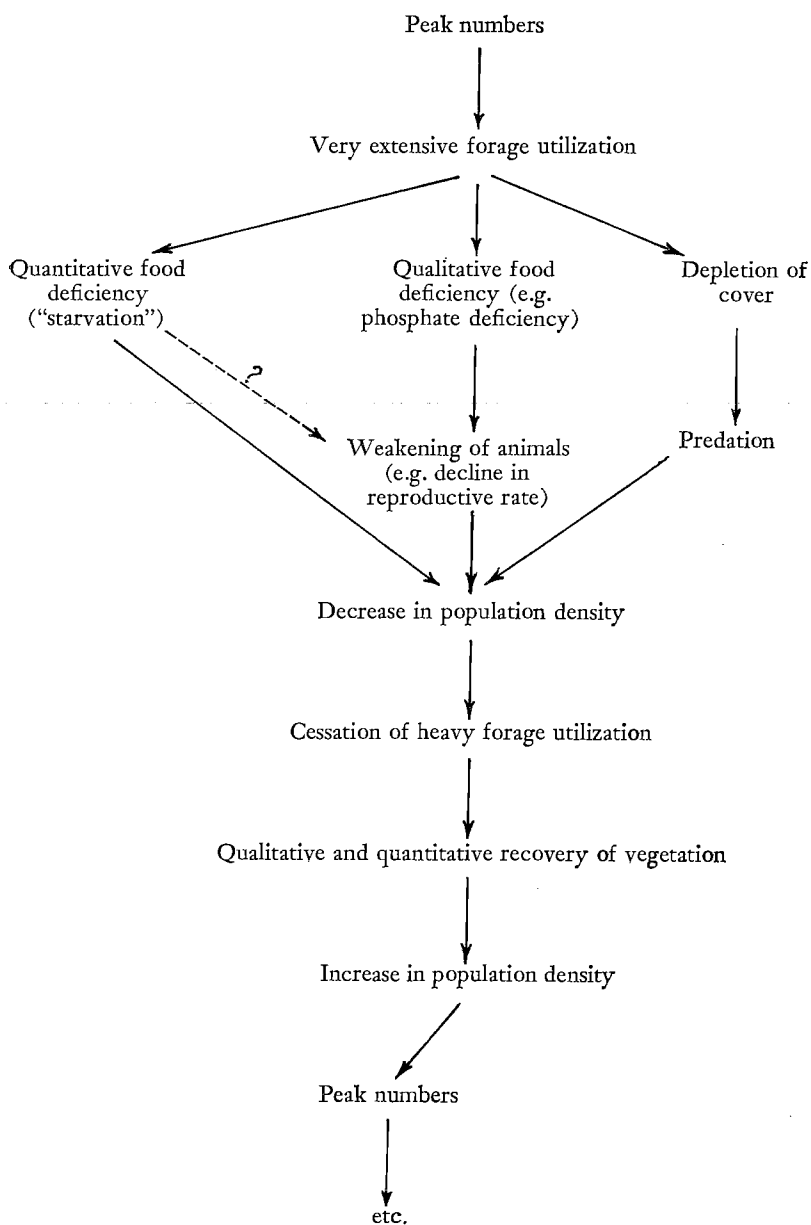 Peak numbers
Very extensive forage utilization
Quantitative food
deficiency
(“starvation”)
Qualitative food
deficiency (e.g.
phosphate deficiency)
Depletion of
cover
?
Weakening of animals
(e.g. decline in
reproductive rate)
Predation
Decrease in population density
Cessation of heavy forage utilization
Qualitative and quantitative recovery of vegetation
Increase in population density
Peak numbers
etc.